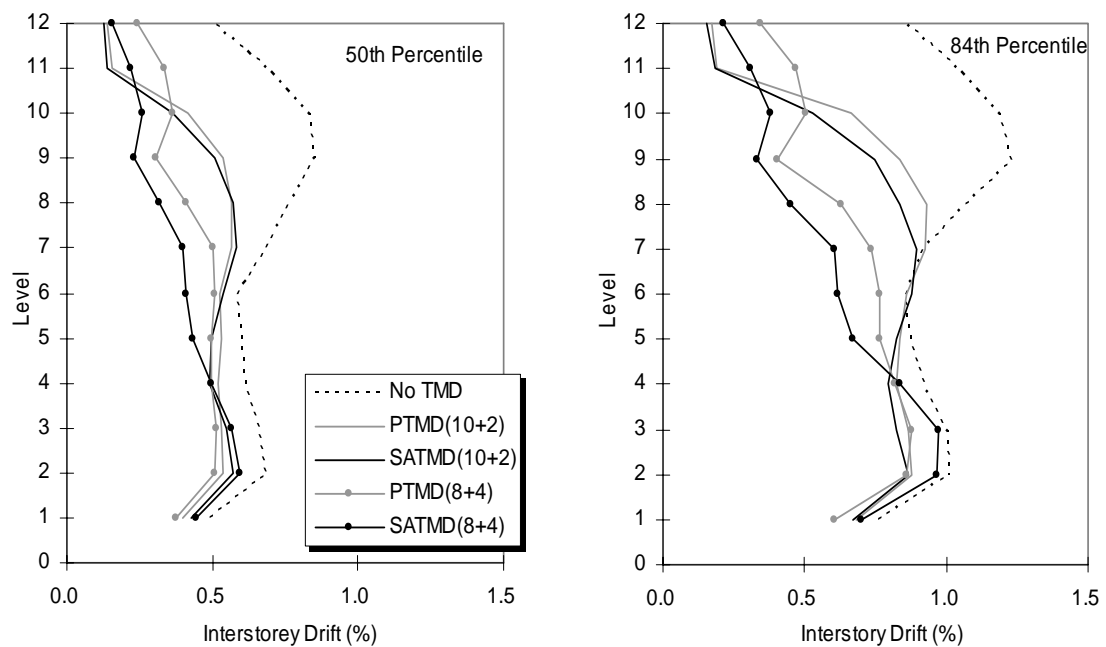 50th Percentile
Level
12
11
10
9
8
7
6
5
4
3
2
1
0
0.0 0.5 1.0 1.5
Interstorey Drift (%)
No TMD
PTMD(10+2)
SATMD(10+2)
PTMD(8+4)
SATMD(8+4)
84th Percentile
Level
12
11
10
9
8
7
6
5
4
3
2
1
0
0.0 0.5 1.0 1.5
Interstory Drift (%)